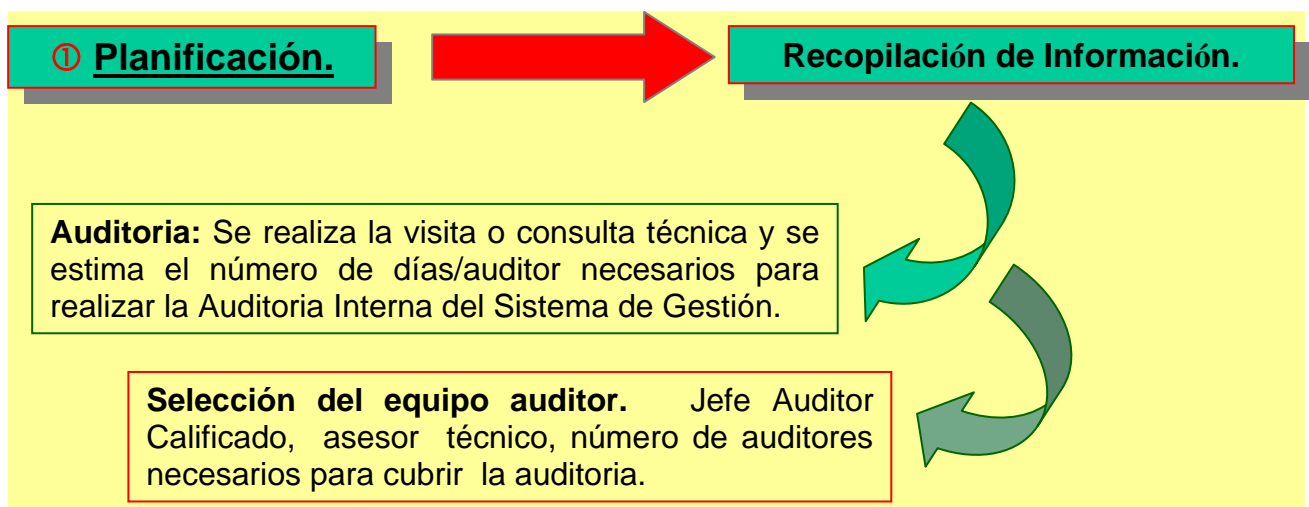 ① Planificación.
Recopilación de Información.
Auditoria: Se realiza la visita o consulta técnica y se
estima el número de días/auditor necesarios para
realizar la Auditoria Interna del Sistema de Gestión.
Selección del equipo auditor. Jefe Auditor
Calificado, asesor técnico, número de auditores
necesarios para cubrir la auditoria.